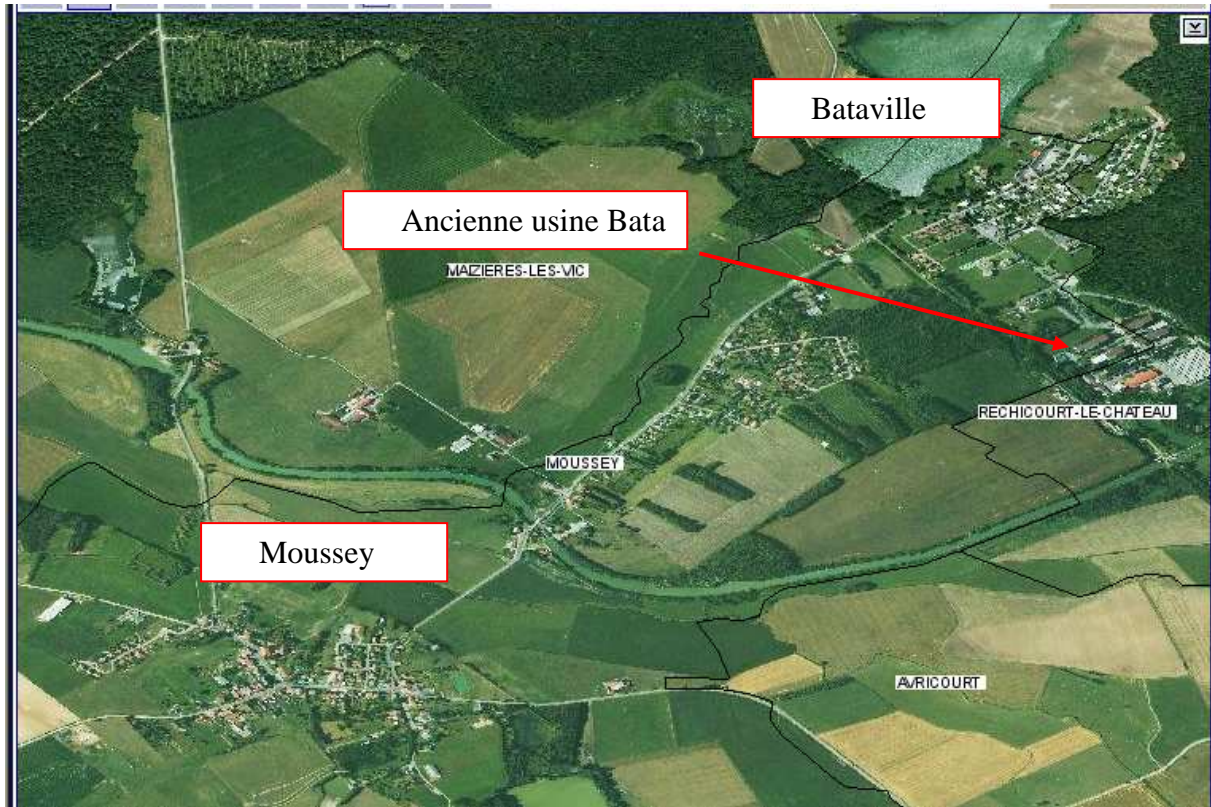 Bataville
Ancienne usine Bata
MAIZIERES-LES-VIC
RECHICOURT-LE-CHATEAU
MOUSSEY
Moussey
AVRICOURT